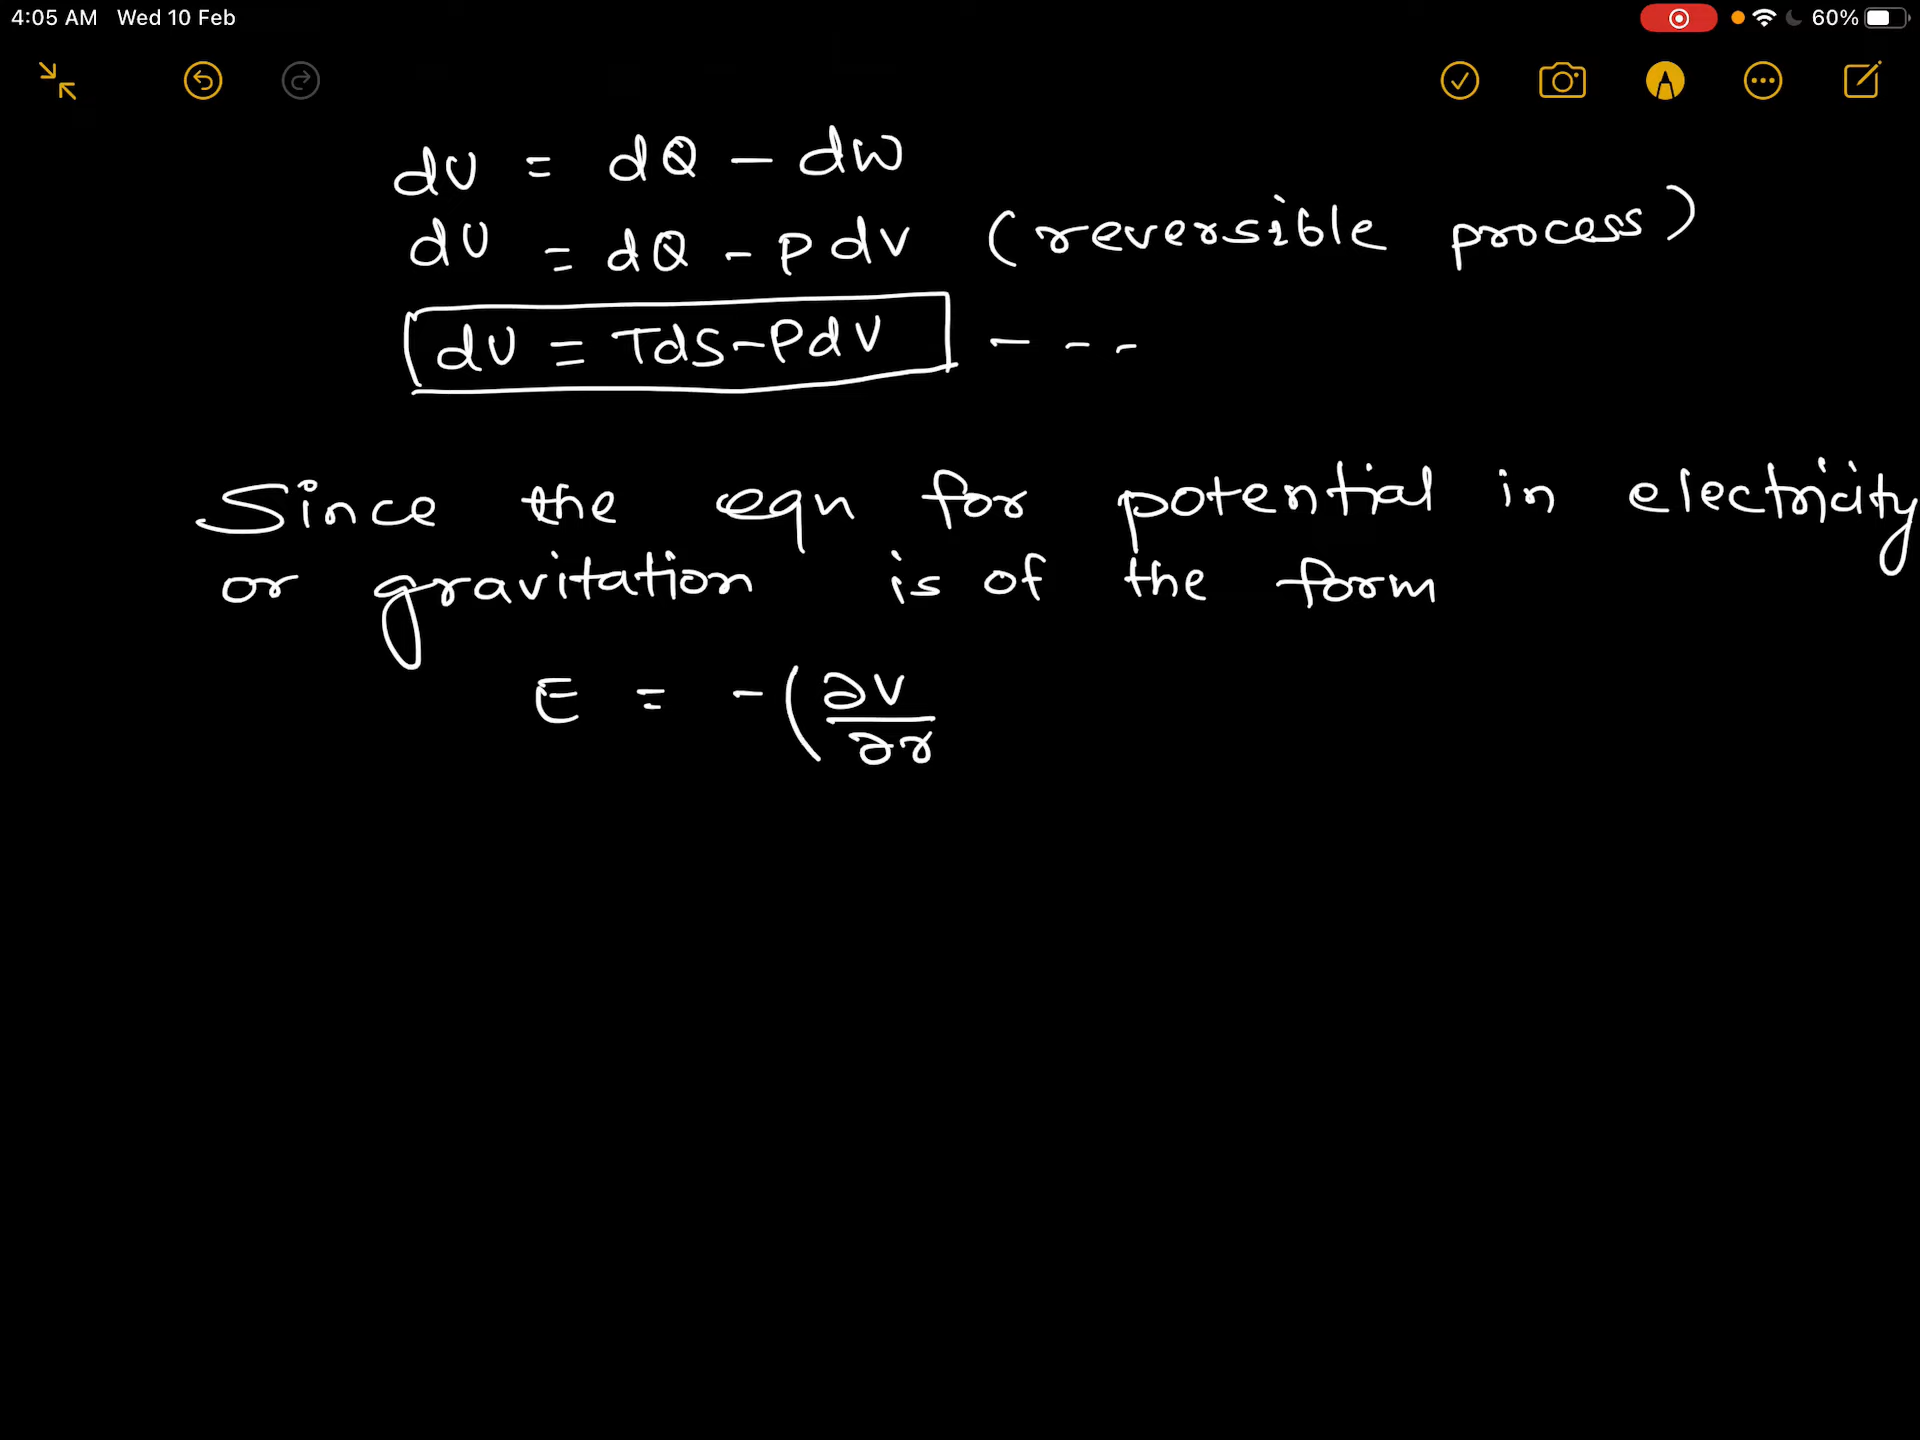 4:05 AM Wed 10 Feb 60%
dU = dQ - dW
dU = dQ - PdV (reversible process)
dU = TdS - PdV - - -
Since the eqn for potential in electricity
or gravitation is of the form
E = - (∂V/∂r